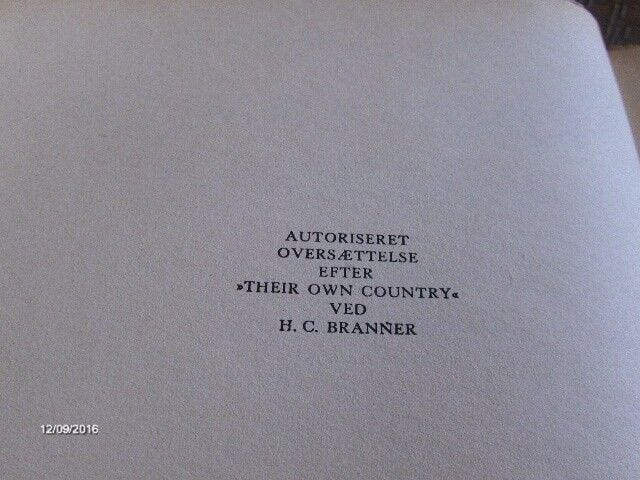 AUTORISERET
OVERSÆTTELSE
EFTER
»THEIR OWN COUNTRY«
VED
H. C. BRANNER
12/09/2016